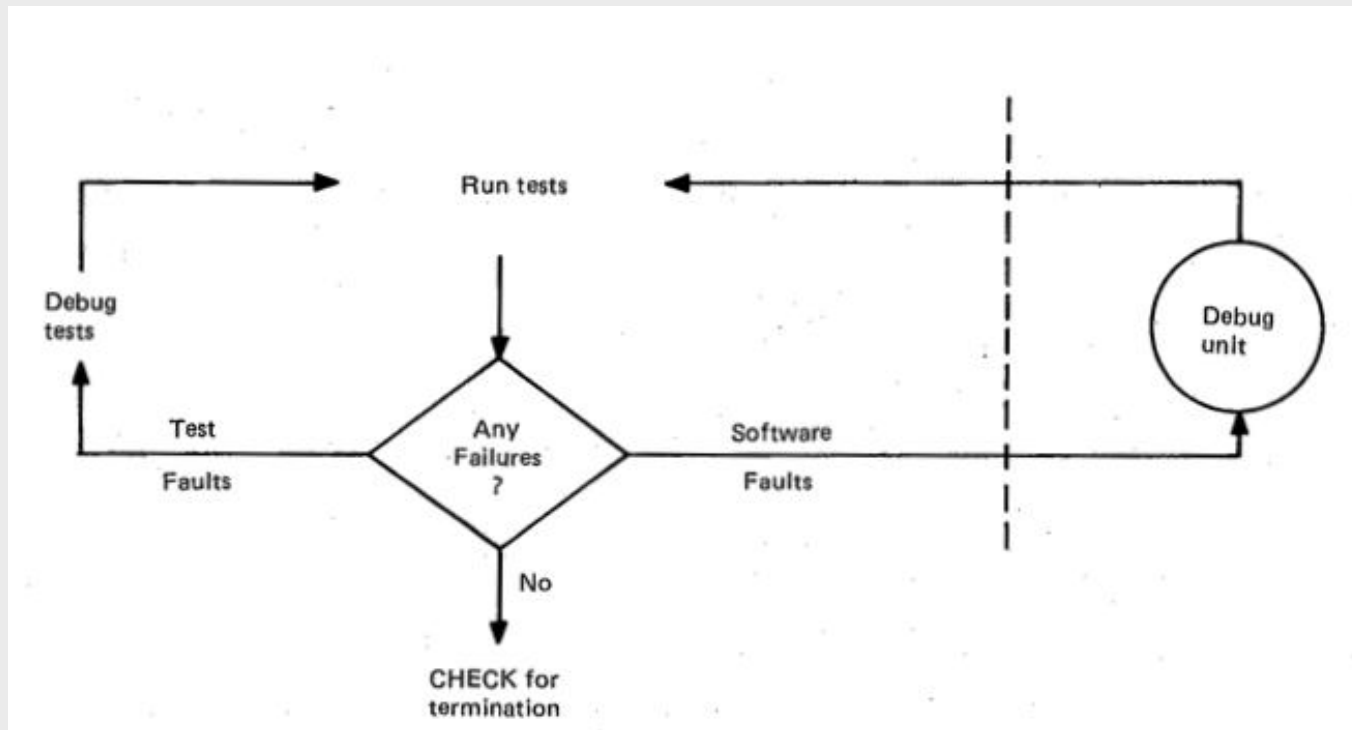 Run tests
Debug
tests
Debug
unit
Test
Faults
Any
Failures
?
Software
Faults
No
CHECK for
termination